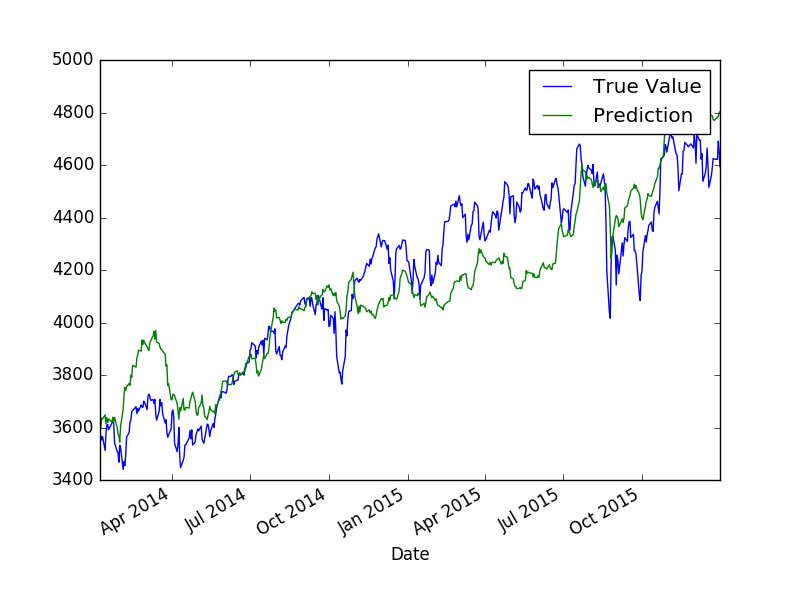 5000
4800
4600
4400
4200
4000
3800
3600
3400
True Value
Prediction
Apr 2014
Jul 2014
Oct 2014
Jan 2015
Apr 2015
Jul 2015
Oct 2015
Date